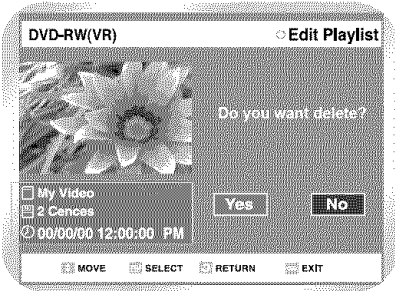 DVD-RW(VR) Edit Playlist
Do you want delete?
My Video
2 Cences
00/00/00 12:00:00 PM
Yes No
MOVE SELECT RETURN EXIT